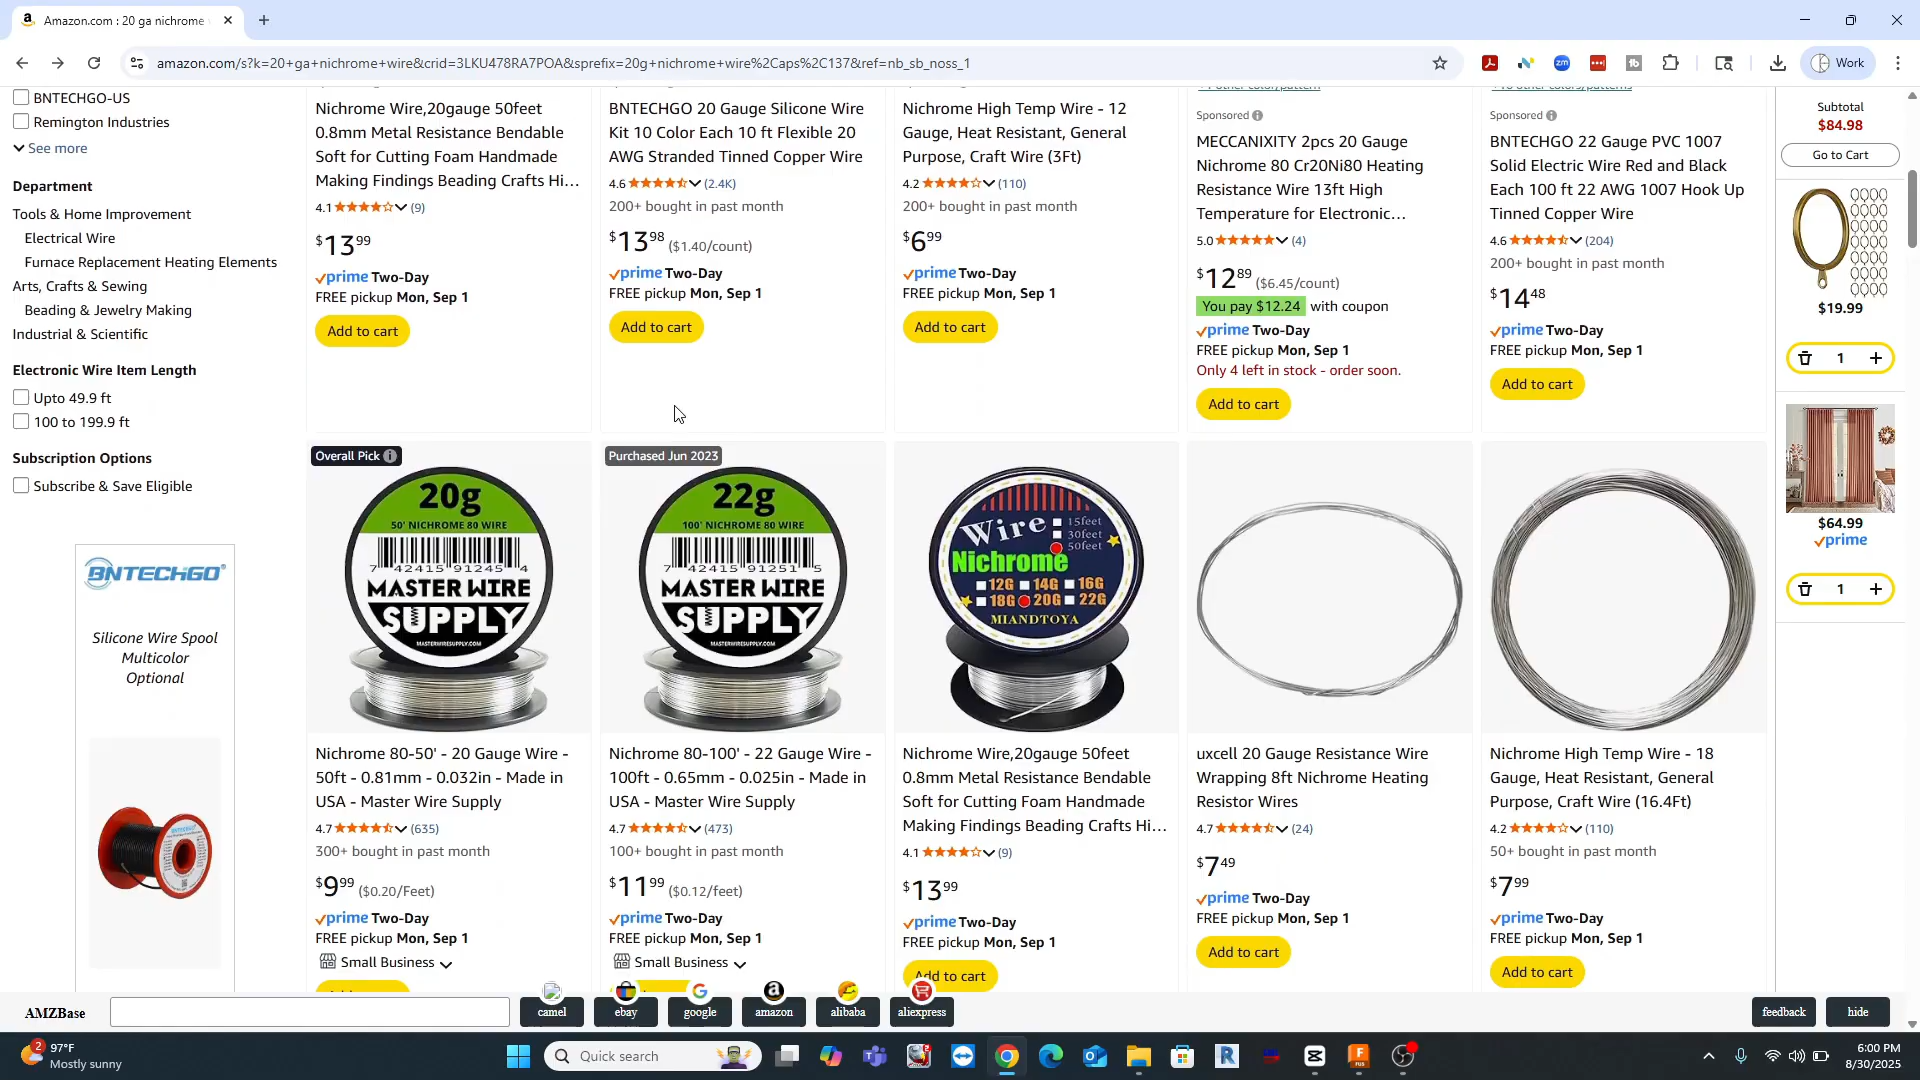 Amazon.com : 20 ga nichrome
amazon.com/s?k=20+ga+nichrome+wire&crid=3LKU478RA7POA&sprefix=20g+nichrome+wire%2Caps%2C137&ref=nb_sb_noss_1
Work
BNTECHGO-US
Remington Industries
See more
Department
Tools & Home Improvement
Electrical Wire
Furnace Replacement Heating Elements
Arts, Crafts & Sewing
Beading & Jewelry Making
Industrial & Scientific
Electronic Wire Item Length
Upto 49.9 ft
100 to 199.9 ft
Subscription Options
Subscribe & Save Eligible
BNTECHGO
Silicone Wire Spool
Multicolor
Optional
Nichrome Wire,20gauge 50feet
0.8mm Metal Resistance Bendable
Soft for Cutting Foam Handmade
Making Findings Beading Crafts Hi...
4.1 (9)
$13.99
prime Two-Day
FREE pickup Mon, Sep 1
Add to cart
BNTECHGO 20 Gauge Silicone Wire
Kit 10 Color Each 10 ft Flexible 20
AWG Stranded Tinned Copper Wire
4.6 (2.4K)
200+ bought in past month
$13.98 ($1.40/count)
prime Two-Day
FREE pickup Mon, Sep 1
Add to cart
Nichrome High Temp Wire - 12
Gauge, Heat Resistant, General
Purpose, Craft Wire (3Ft)
4.2 (110)
200+ bought in past month
$6.99
prime Two-Day
FREE pickup Mon, Sep 1
Add to cart
Sponsored
MECCANIXITY 2pcs 20 Gauge
Nichrome 80 Cr20Ni80 Heating
Resistance Wire 13ft High
Temperature for Electronic...
5.0 (4)
$12.89 ($6.45/count)
You pay $12.24 with coupon
prime Two-Day
FREE pickup Mon, Sep 1
Only 4 left in stock - order soon.
Add to cart
Sponsored
BNTECHGO 22 Gauge PVC 1007
Solid Electric Wire Red and Black
Each 100 ft 22 AWG 1007 Hook Up
Tinned Copper Wire
4.6 (204)
200+ bought in past month
$14.48
prime Two-Day
FREE pickup Mon, Sep 1
Add to cart
Subtotal
$84.98
Go to Cart
$19.99
1
$64.99
prime
1
Overall Pick
20g
50' NICHROME 80 WIRE
7 42415 91245 4
MASTER WIRE
SUPPLY
MASTERWIRESUPPLY.COM
Nichrome 80-50' - 20 Gauge Wire -
50ft - 0.81mm - 0.032in - Made in
USA - Master Wire Supply
4.7 (635)
300+ bought in past month
$9.99 ($0.20/Feet)
prime Two-Day
FREE pickup Mon, Sep 1
Small Business
Purchased Jun 2023
22g
100' NICHROME 80 WIRE
7 42415 91251 5
MASTER WIRE
SUPPLY
MASTERWIRESUPPLY.COM
Nichrome 80-100' - 22 Gauge Wire -
100ft - 0.65mm - 0.025in - Made in
USA - Master Wire Supply
4.7 (473)
100+ bought in past month
$11.99 ($0.12/feet)
prime Two-Day
FREE pickup Mon, Sep 1
Small Business
Wire
15feet
30feet
50feet
Nichrome
12G 14G 16G
18G 20G 22G
MIANDTOYA
Nichrome Wire,20gauge 50feet
0.8mm Metal Resistance Bendable
Soft for Cutting Foam Handmade
Making Findings Beading Crafts Hi...
4.1 (9)
$13.99
prime Two-Day
FREE pickup Mon, Sep 1
Add to cart
uxcell 20 Gauge Resistance Wire
Wrapping 8ft Nichrome Heating
Resistor Wires
4.7 (24)
$7.49
prime Two-Day
FREE pickup Mon, Sep 1
Add to cart
Nichrome High Temp Wire - 18
Gauge, Heat Resistant, General
Purpose, Craft Wire (16.4Ft)
4.2 (110)
50+ bought in past month
$7.99
prime Two-Day
FREE pickup Mon, Sep 1
Add to cart
AMZBase
camel
ebay
google
amazon
alibaba
aliexpress
feedback
hide
2
97°F
Mostly sunny
Quick search
6:00 PM
8/30/2025